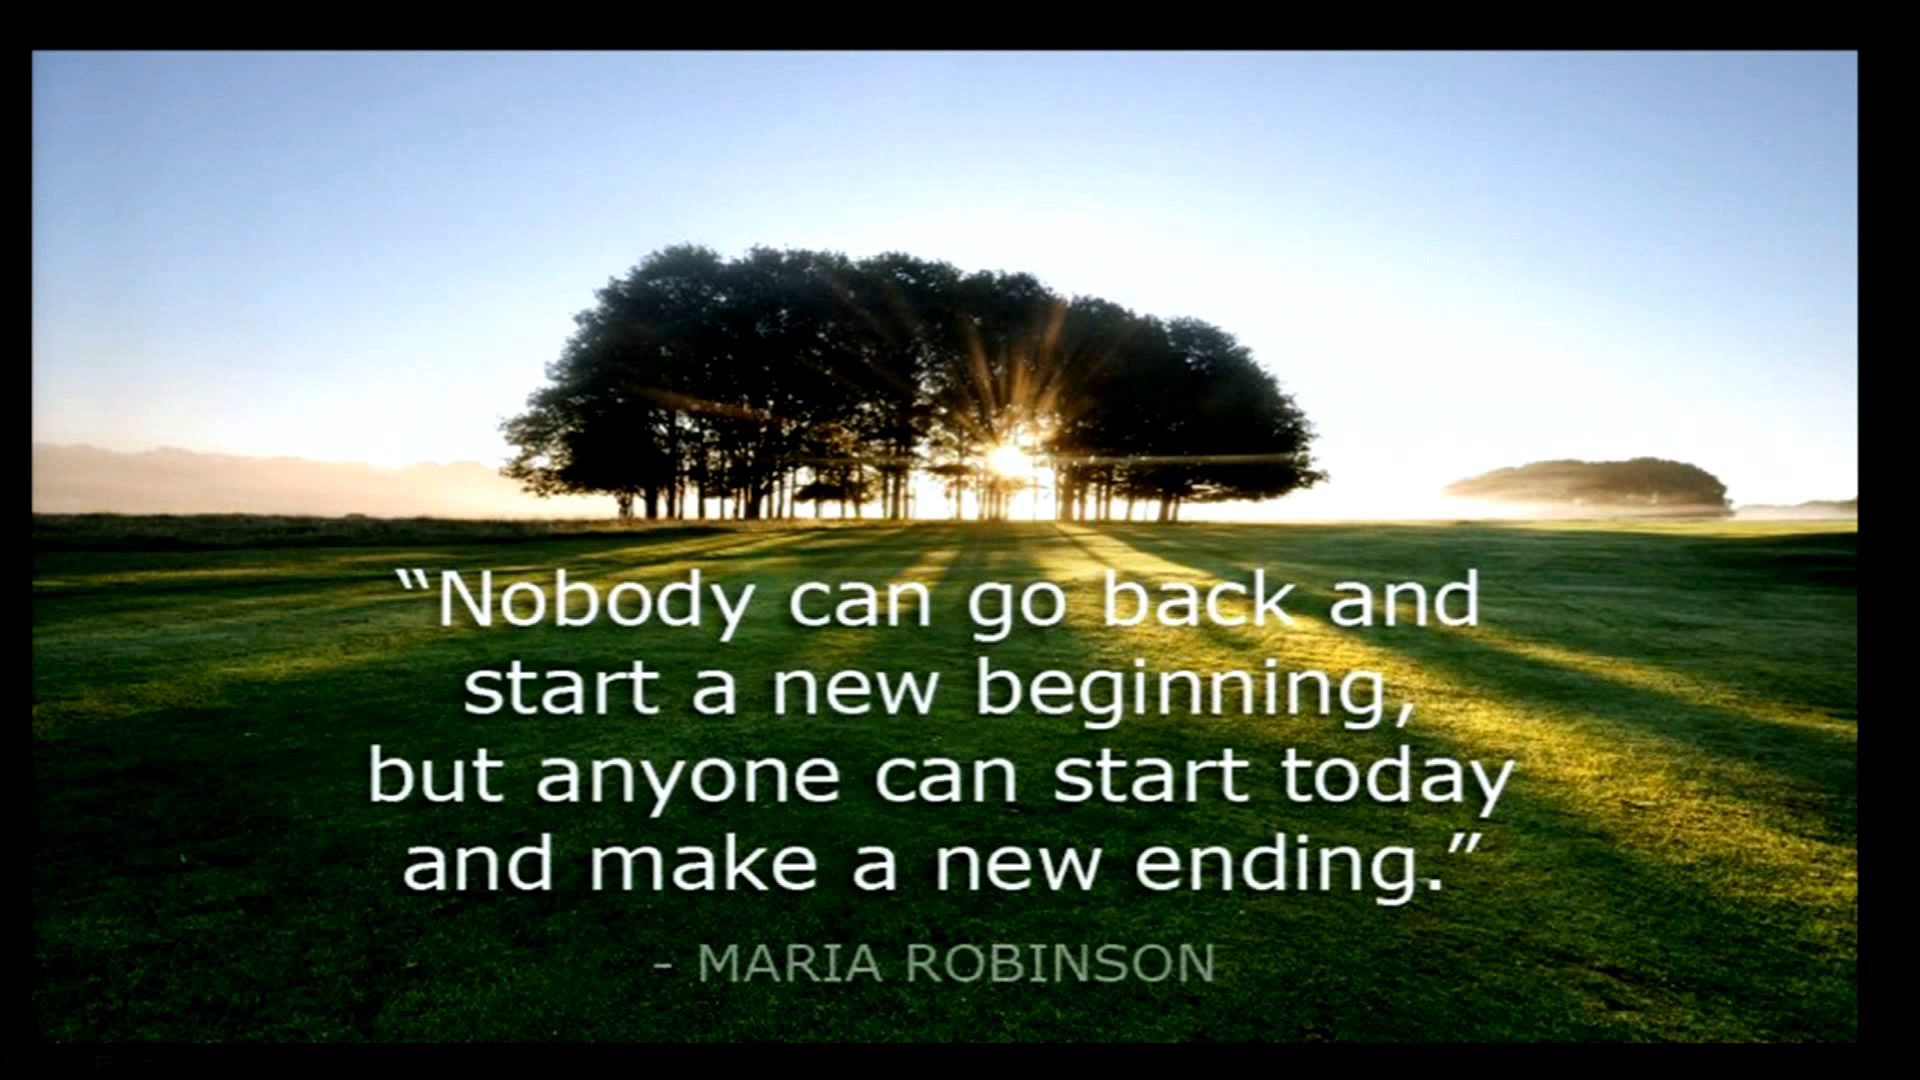 “Nobody can go back and
start a new beginning,
but anyone can start today
and make a new ending.”
- MARIA ROBINSON